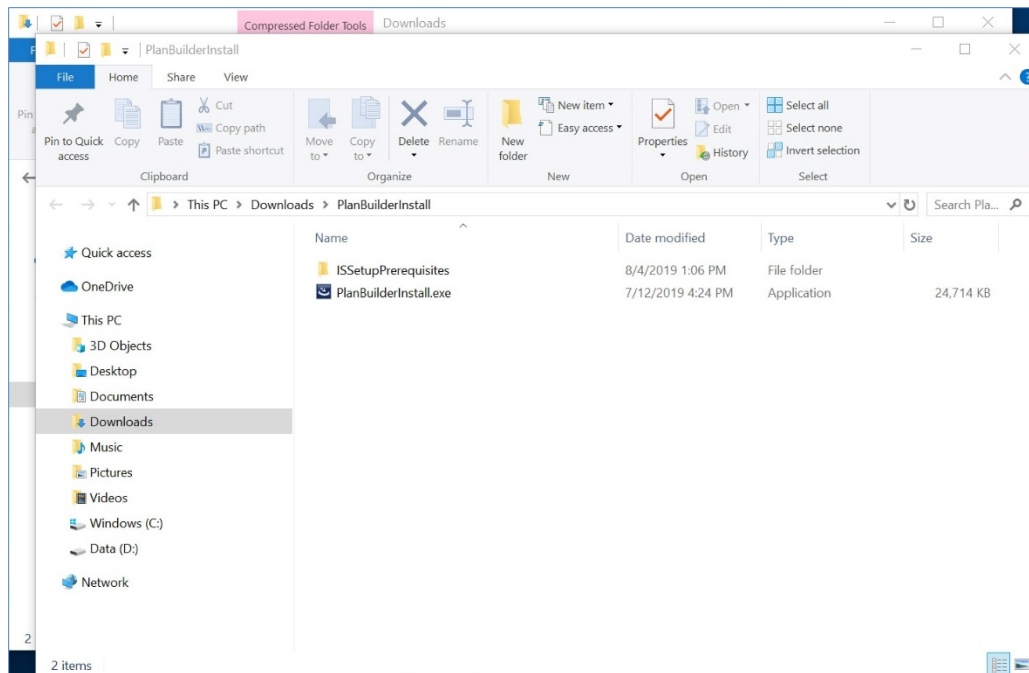 Compressed Folder Tools Downloads
PlanBuilderInstall
File Home Share View
Pin to Quick access Copy Paste Cut Copy path Paste shortcut
Clipboard
Move to Copy to Delete Rename
Organize
New folder New item Easy access
New
Properties Open Edit History
Open
Select all Select none Invert selection
Select
This PC Downloads PlanBuilderInstall Search Pla...
Name Date modified Type Size
ISSetupPrerequisites 8/4/2019 1:06 PM File folder
PlanBuilderInstall.exe 7/12/2019 4:24 PM Application 24,714 KB
Quick access
OneDrive
This PC
3D Objects
Desktop
Documents
Downloads
Music
Pictures
Videos
Windows (C:)
Data (D:)
Network
2
2 items